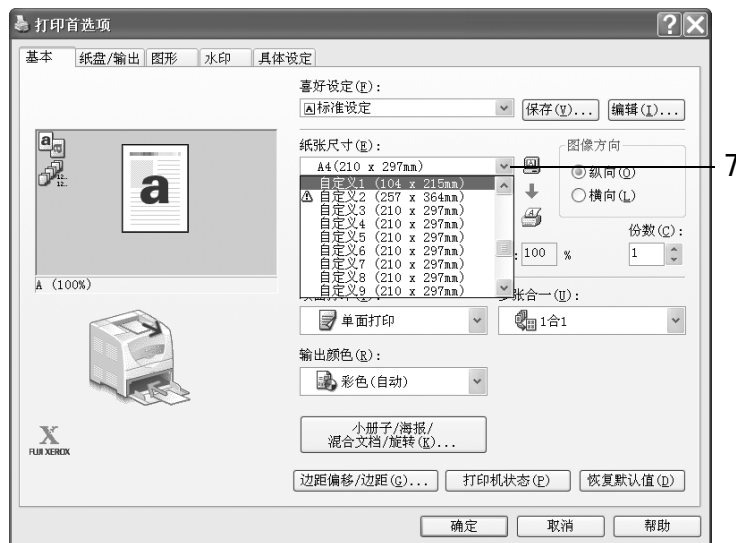 打印首选项
基本 纸盘/输出 图形 水印 具体设定
喜好设定(F):
标准设定
保存(V)... 编辑(I)...
纸张尺寸(E):
A4(210 x 297mm)
7
自定义1 (104 x 215mm)
自定义2 (257 x 364mm)
自定义3 (210 x 297mm)
自定义4 (210 x 297mm)
自定义5 (210 x 297mm)
自定义6 (210 x 297mm)
自定义7 (210 x 297mm)
自定义8 (210 x 297mm)
自定义9 (210 x 297mm)
图像方向
纵向(O)
横向(L)
份数(C):
: 100 %
1
a
12..
12..
a
A (100%)
张合一(U):
单面打印
1合1
输出颜色(R):
彩色(自动)
小册子/海报/
混合文档/旋转(K)...
X
FUJI XEROX
边距偏移/边距(G)... 打印机状态(P) 恢复默认值(D)
确定 取消 帮助